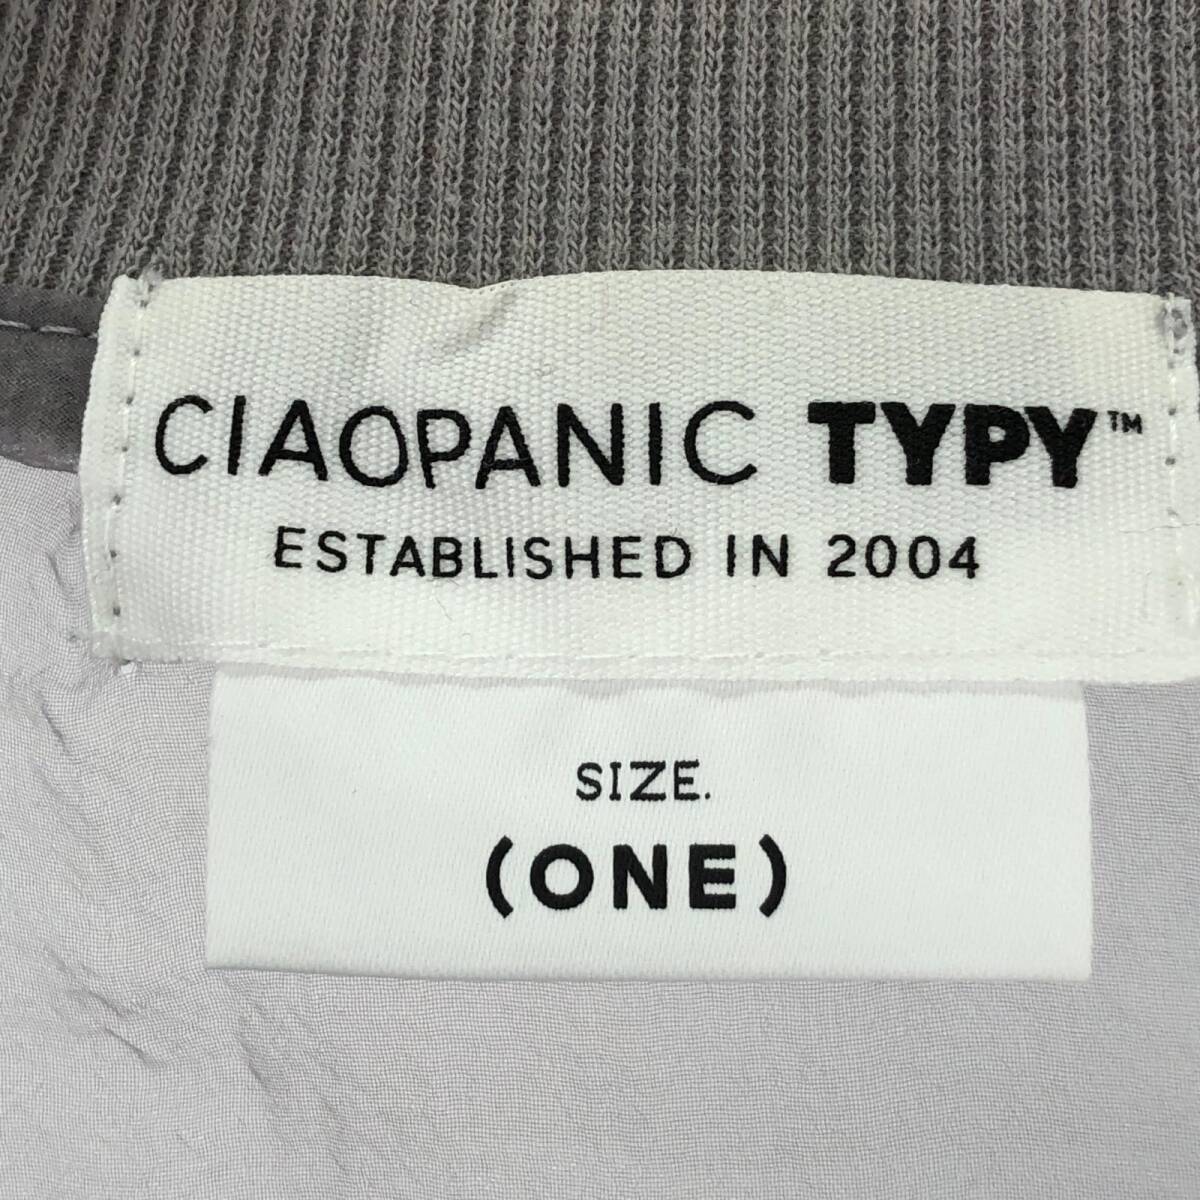 CIAOPANIC TYPY™
ESTABLISHED IN 2004
SIZE.
(ONE)